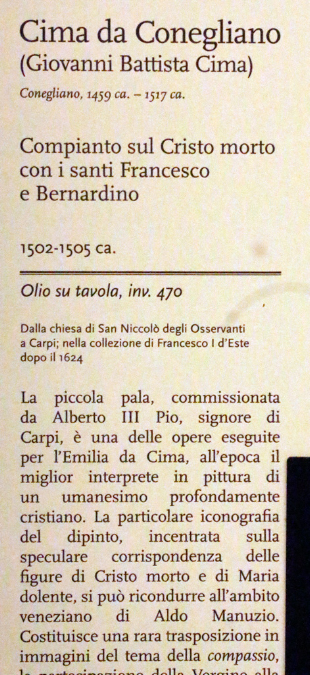 Cima da Conegliano
(Giovanni Battista Cima)
Conegliano, 1459 ca. – 1517 ca.
Compianto sul Cristo morto
con i santi Francesco
e Bernardino
1502-1505 ca.
Olio su tavola, inv. 470
Dalla chiesa di San Niccolò degli Osservanti
a Carpi; nella collezione di Francesco I d'Este
dopo il 1624
La piccola pala, commissionata
da Alberto III Pio, signore di
Carpi, è una delle opere eseguite
per l'Emilia da Cima, all'epoca il
miglior interprete in pittura di
un umanesimo profondamente
cristiano. La particolare iconografia
del dipinto, incentrata sulla
speculare corrispondenza delle
figure di Cristo morto e di Maria
dolente, si può ricondurre all'ambito
veneziano di Aldo Manuzio.
Costituisce una rara trasposizione in
immagini del tema della compassio,
la partecipazione della Vergine alla